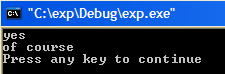 "C:\exp\Debug\exp.exe"
yes
of course
Press any key to continue